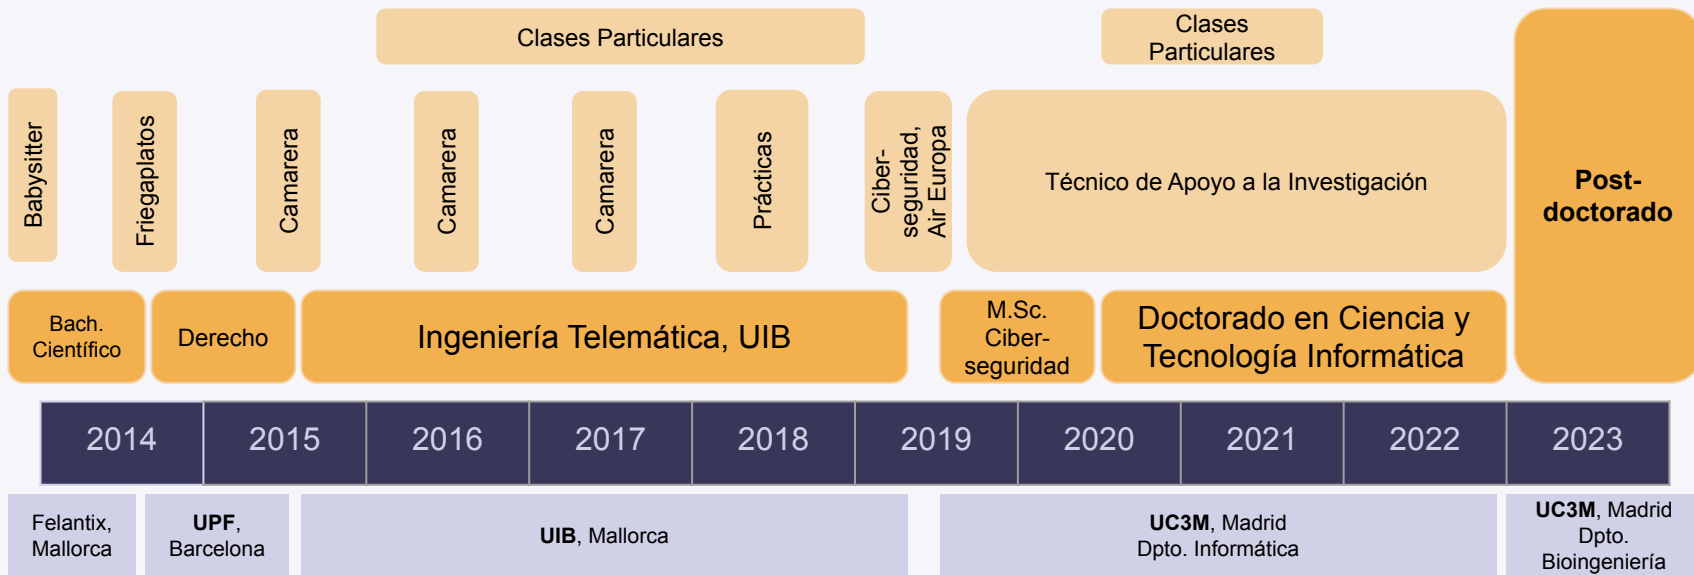 Clases Particulares
Clases
Particulares
Babysitter
Friegaplatos
Camarera
Camarera
Camarera
Prácticas
Ciber-
seguridad,
Air Europa
Técnico de Apoyo a la Investigación
Post-
doctorado
Bach.
Científico
Derecho
Ingeniería Telemática, UIB
M.Sc.
Ciber-
seguridad
Doctorado en Ciencia y
Tecnología Informática
2014
2015
2016
2017
2018
2019
2020
2021
2022
2023
Felantix,
Mallorca
UPF,
Barcelona
UIB, Mallorca
UC3M, Madrid
Dpto. Informática
UC3M, Madrid
Dpto.
Bioingeniería